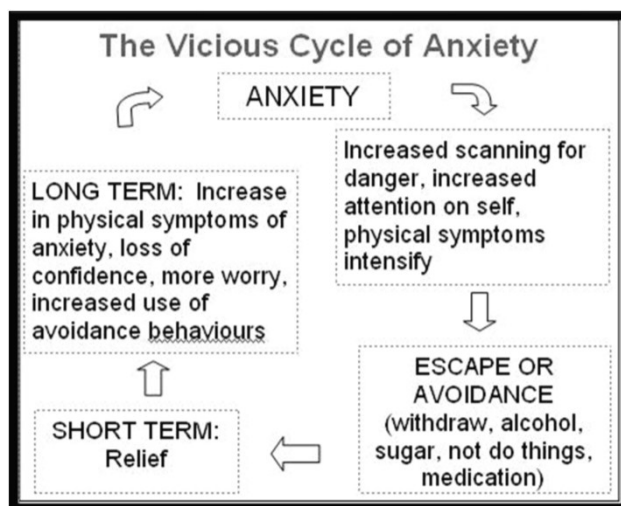 The Vicious Cycle of Anxiety
ANXIETY
Increased scanning for
danger, increased
attention on self,
physical symptoms
intensify
ESCAPE OR
AVOIDANCE
(withdraw, alcohol,
sugar, not do things,
medication)
SHORT TERM:
Relief
LONG TERM: Increase
in physical symptoms of
anxiety, loss of
confidence, more worry,
increased use of
avoidance behaviours